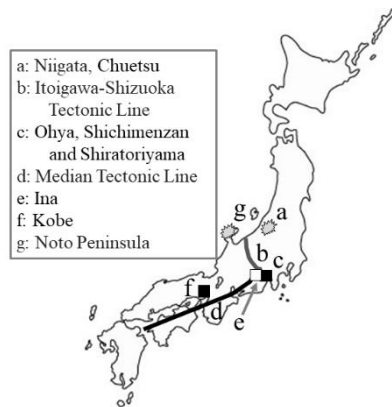 a: Niigata, Chuetsu
b: Itoigawa-Shizuoka
Tectonic Line
c: Ohya, Shichimenzan
and Shiratoriyama
d: Median Tectonic Line
e: Ina
f: Kobe
g: Noto Peninsula
g
a
b
c
f
d
e